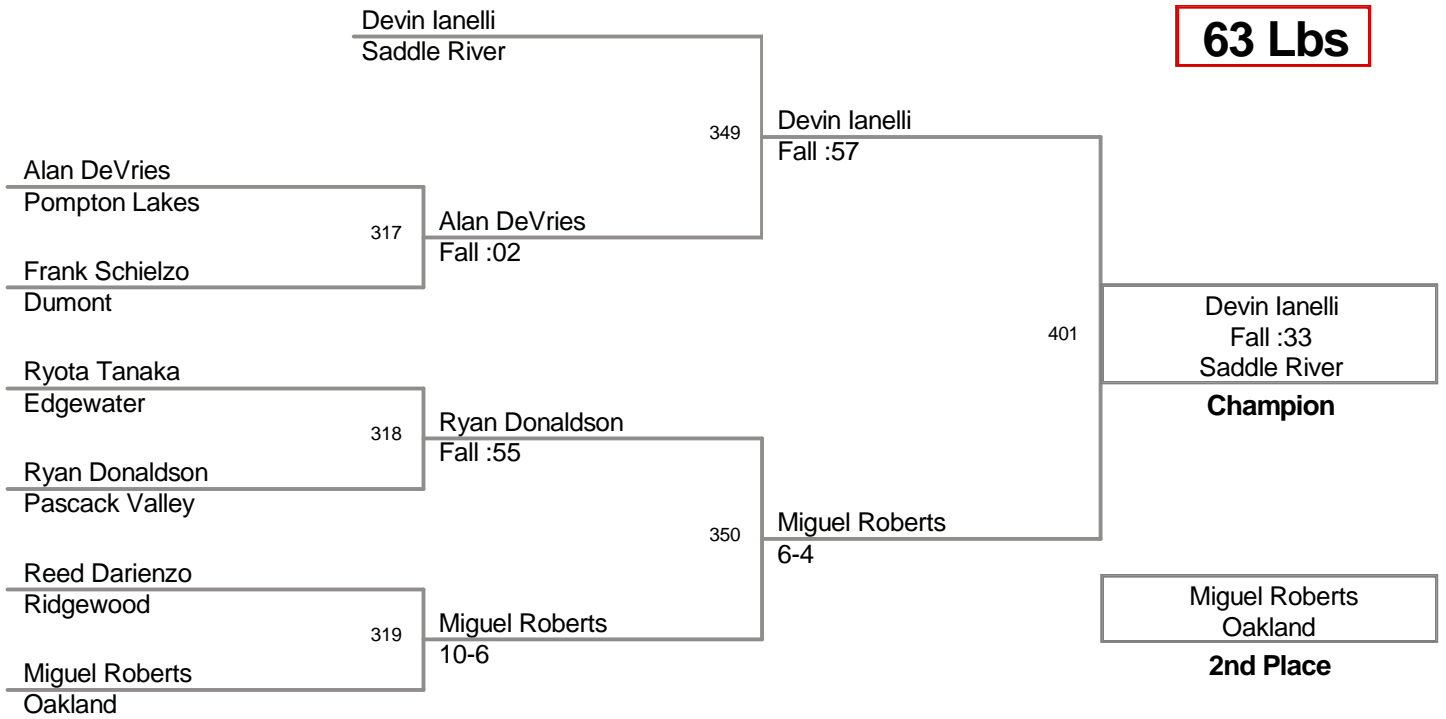 Devin Ianelli
Saddle River
63 Lbs
349
Devin Ianelli
Fall :57
Alan DeVries
Pompton Lakes
317
Alan DeVries
Fall :02
Frank Schielzo
Dumont
401
Devin Ianelli
Fall :33
Saddle River
Champion
Ryota Tanaka
Edgewater
318
Ryan Donaldson
Fall :55
Ryan Donaldson
Pascack Valley
350
Miguel Roberts
6-4
Reed Darienzo
Ridgewood
319
Miguel Roberts
10-6
Miguel Roberts
Oakland
Miguel Roberts
Oakland
2nd Place